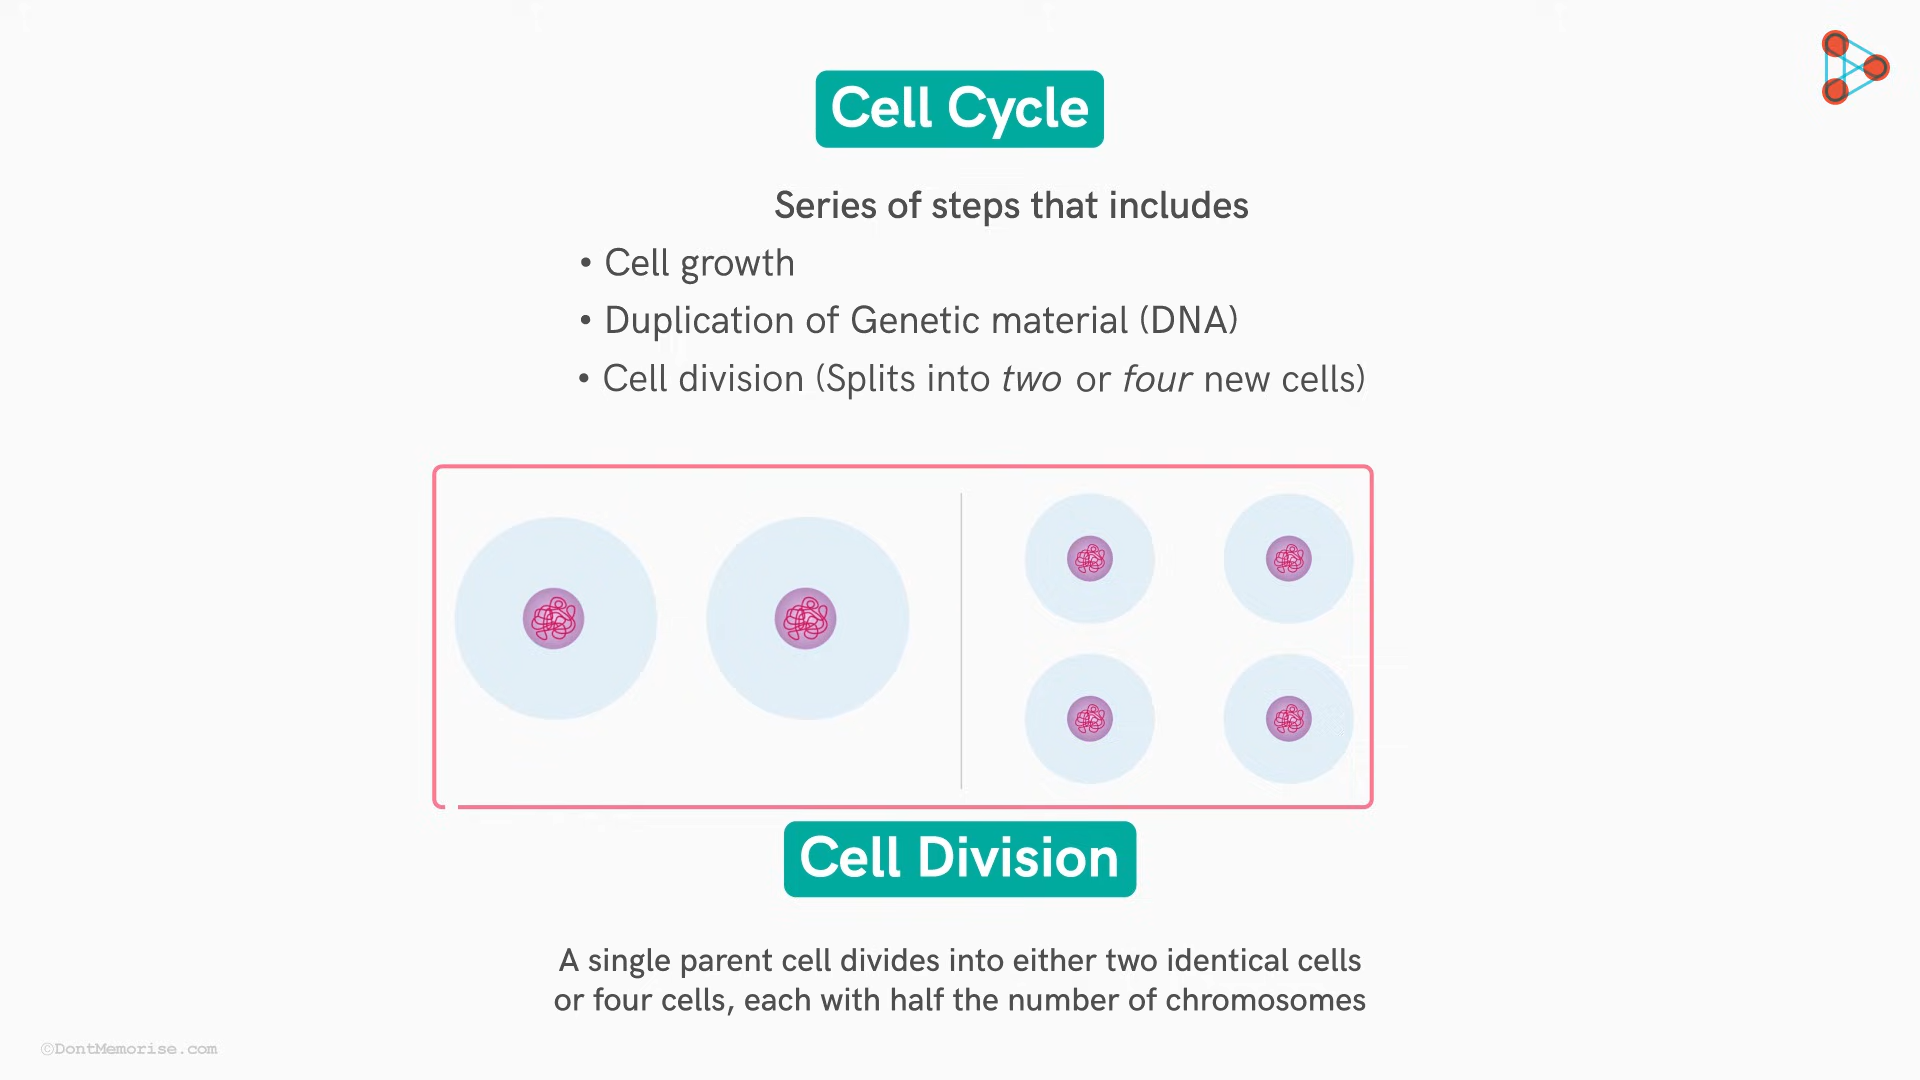 Cell Cycle
Series of steps that includes
• Cell growth
• Duplication of Genetic material (DNA)
• Cell division (Splits into two or four new cells)
Cell Division
A single parent cell divides into either two identical cells
or four cells, each with half the number of chromosomes
©DontMemorise.com